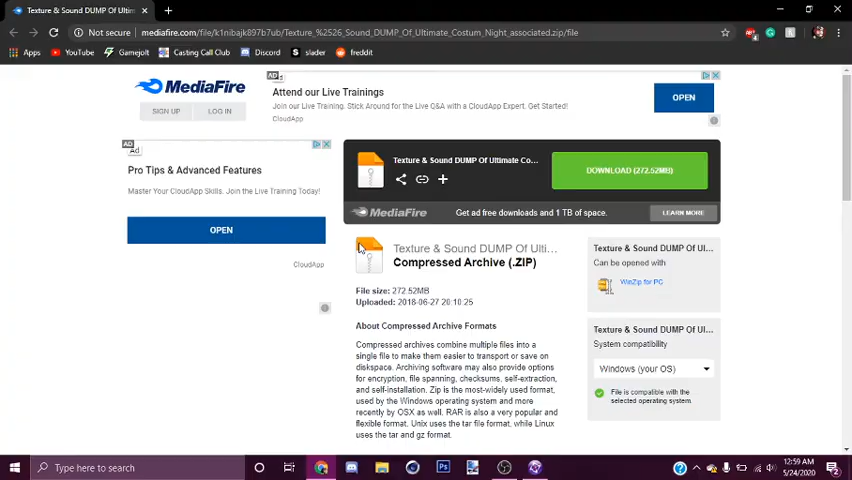 Texture & Sound DUMP Of Ultima
Not secure
mediafire.com/file/k1nibajk897b7ub/Texture_%2526_Sound_DUMP_Of_Ultimate_Costum_Night_associated.zip/file
Apps
YouTube
Gamejolt
Casting Call Club
Discord
slader
freddit
MediaFire
SIGN UP
LOG IN
AD
Attend our Live Trainings
Join our Live Training. Stick Around for the Live Q&A with a CloudApp Expert. Get Started!
CloudApp
OPEN
AD
Ad
Pro Tips & Advanced Features
Master Your CloudApp Skills. Join the Live Training Today!
OPEN
CloudApp
Texture & Sound DUMP Of Ultimate Co...
DOWNLOAD (272.52MB)
MediaFire
Get ad free downloads and 1 TB of space.
LEARN MORE
Texture & Sound DUMP Of Ulti...
Compressed Archive (.ZIP)
File size: 272.52MB
Uploaded: 2018-06-27 20:10:25
About Compressed Archive Formats
Compressed archives combine multiple files into a
single file to make them easier to transport or save on
diskspace. Archiving software may also provide options
for encryption, file spanning, checksums, self-extraction,
and self-installation. Zip is the most-widely used format,
used by the Windows operating system and more
recently by OSX as well. RAR is also a very popular and
flexible format. Unix uses the tar file format, while Linux
uses the tar and gz format.
Texture & Sound DUMP Of Ul...
Can be opened with
WinZip for PC
Texture & Sound DUMP Of Ul...
System compatibility
Windows (your OS)
File is compatible with the
selected operating system
Type here to search
12:59 AM
5/24/2020
2